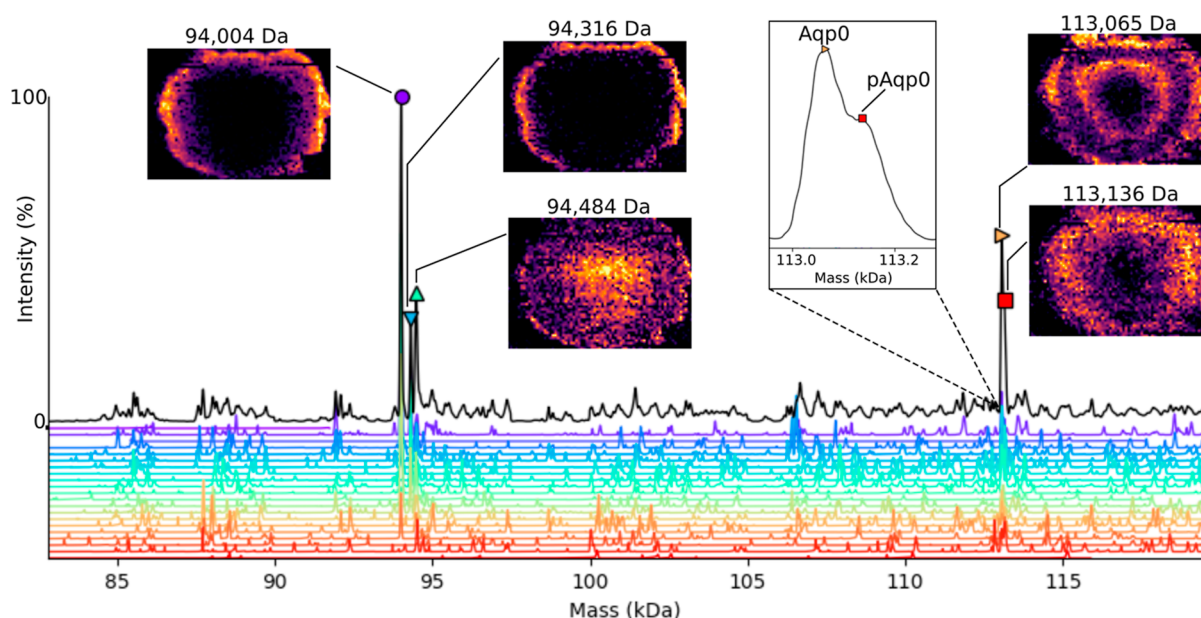 94,004 Da
94,316 Da
94,484 Da
Aqp0
pAqp0
113.0
113.2
Mass (kDa)
113,065 Da
113,136 Da
100
0
Intensity (%)
85
90
95
100
105
110
115
Mass (kDa)